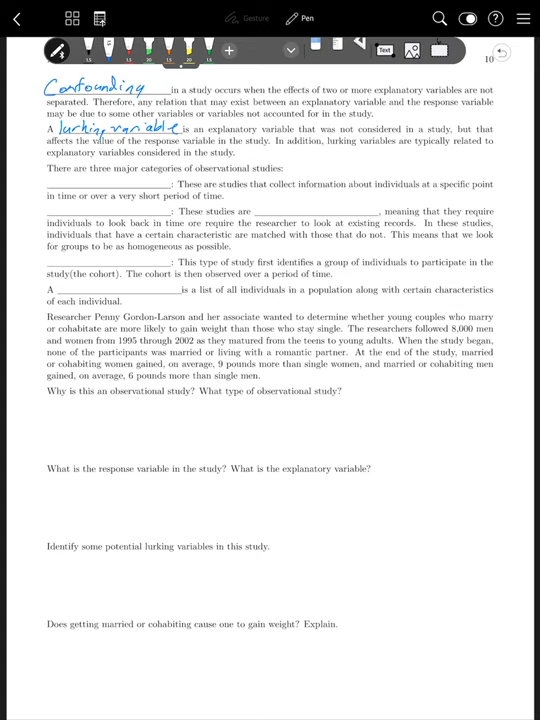 Gesture Pen
1.5 1.5 1.5 20 1.5 20 1.5 Text
10
Confounding in a study occurs when the effects of two or more explanatory variables are not
separated. Therefore, any relation that may exist between an explanatory variable and the response variable
may be due to some other variables or variables not accounted for in the study.
A lurking variable is an explanatory variable that was not considered in a study, but that
affects the value of the response variable in the study. In addition, lurking variables are typically related to
explanatory variables considered in the study.
There are three major categories of observational studies:
: These are studies that collect information about individuals at a specific point
in time or over a very short period of time.
: These studies are , meaning that they require
individuals to look back in time ore require the researcher to look at existing records. In these studies,
individuals that have a certain characteristic are matched with those that do not. This means that we look
for groups to be as homogeneous as possible.
: This type of study first identifies a group of individuals to participate in the
study(the cohort). The cohort is then observed over a period of time.
A is a list of all individuals in a population along with certain characteristics
of each individual.
Researcher Penny Gordon-Larson and her associate wanted to determine whether young couples who marry
or cohabitate are more likely to gain weight than those who stay single. The researchers followed 8,000 men
and women from 1995 through 2002 as they matured from the teens to young adults. When the study began,
none of the participants was married or living with a romantic partner. At the end of the study, married
or cohabiting women gained, on average, 9 pounds more than single women, and married or cohabiting men
gained, on average, 6 pounds more than single men.
Why is this an observational study? What type of observational study?
What is the response variable in the study? What is the explanatory variable?
Identify some potential lurking variables in this study.
Does getting married or cohabiting cause one to gain weight? Explain.